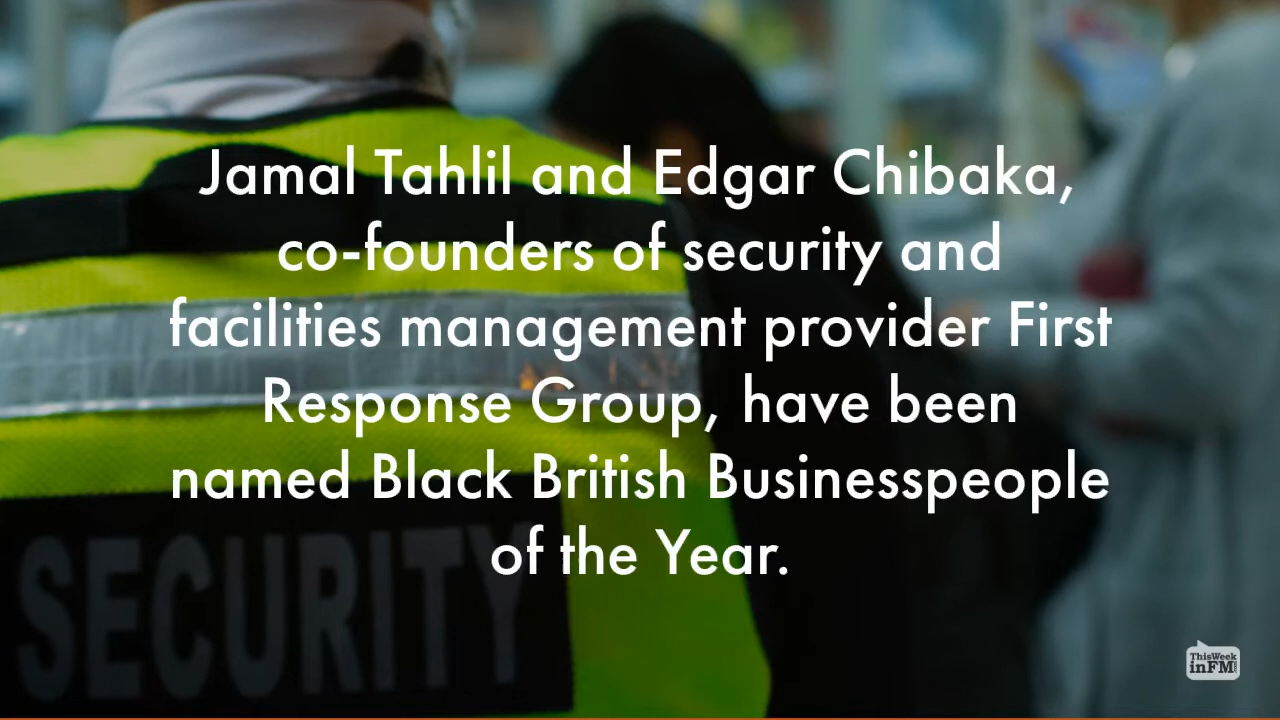 Jamal Tahlil and Edgar Chibaka,
co-founders of security and
facilities management provider First
Response Group, have been
named Black British Businesspeople
of the Year.
SECURITY
ThisWeek
inFM